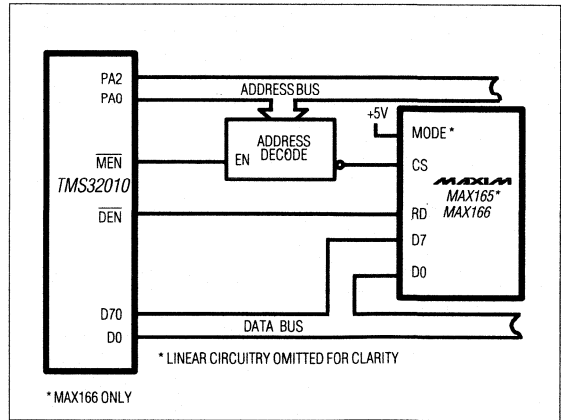 PA2
PA0
ADDRESS BUS
+5V
MODE *
ADDRESS
DECODE
EN
MEN
CS
TMS32010
MAXIM
MAX165*
MAX166
DEN
RD
D7
D0
D70
DATA BUS
D0
* LINEAR CIRCUITRY OMITTED FOR CLARITY
* MAX166 ONLY